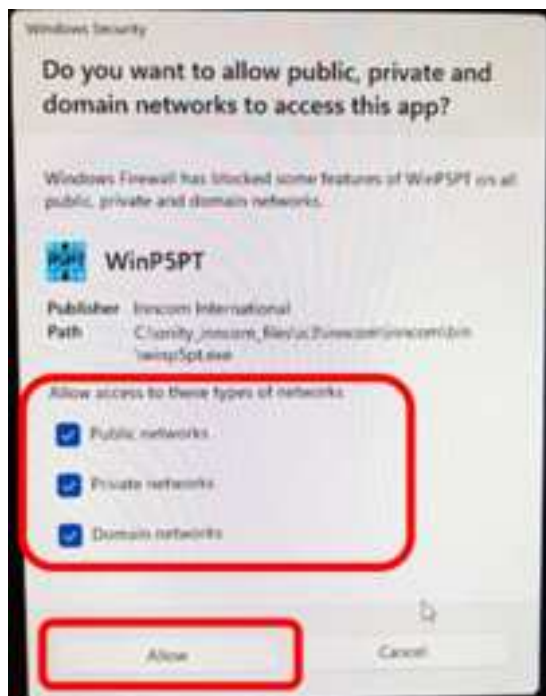 Windows Security
Do you want to allow public, private and
domain networks to access this app?
Windows Firewall has blocked some features of WinP5PT on all
public, private and domain networks.
WinP5PT
Publisher Inncom International
Path
\winp5pt.exe
Allow access to these types of networks
Public networks
Private networks
Domain networks
Allow
Cancel